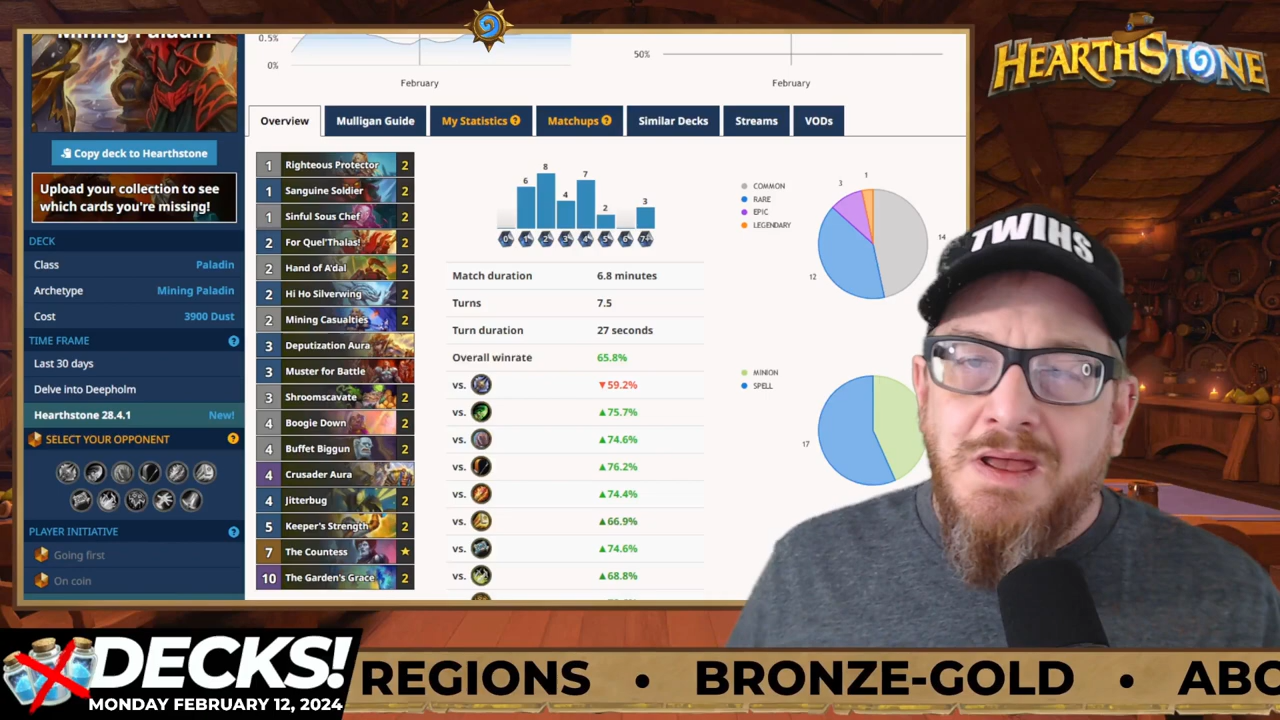 Mining Paladin
Copy deck to Hearthstone
Upload your collection to see
which cards you're missing!
DECK
Class Paladin
Archetype Mining Paladin
Cost 3900 Dust
TIME FRAME ?
Last 30 days
Delve into Deepholm
Hearthstone 28.4.1 New!
SELECT YOUR OPPONENT ?
PLAYER INITIATIVE ?
Going first
On coin
0.5%
0%
February
50%
February
Overview
Mulligan Guide
My Statistics ?
Matchups ?
Similar Decks
Streams
VODs
1 Righteous Protector 2
1 Sanguine Soldier 2
1 Sinful Sous Chef 2
2 For Quel'Thalas! 2
2 Hand of A'dal 2
2 Hi Ho Silverwing 2
2 Mining Casualties 2
3 Deputization Aura
3 Muster for Battle
3 Shroomscavate 2
4 Boogie Down 2
4 Buffet Biggun 2
4 Crusader Aura
4 Jitterbug 2
5 Keeper's Strength 2
7 The Countess
10 The Garden's Grace 2
6 8 4 7 2 3
0 1 2 3 4 5 6 7+
Match duration 6.8 minutes
Turns 7.5
Turn duration 27 seconds
Overall winrate 65.8%
vs. ▼59.2%
vs. ▲75.7%
vs. ▲74.6%
vs. ▲76.2%
vs. ▲74.4%
vs. ▲66.9%
vs. ▲74.6%
vs. ▲68.8%
COMMON
RARE
EPIC
LEGENDARY
1
3
14
12
MINION
SPELL
17
HEARTHSTONE
TWIHS
DECKS!
MONDAY FEBRUARY 12, 2024
REGIONS • BRONZE-GOLD •